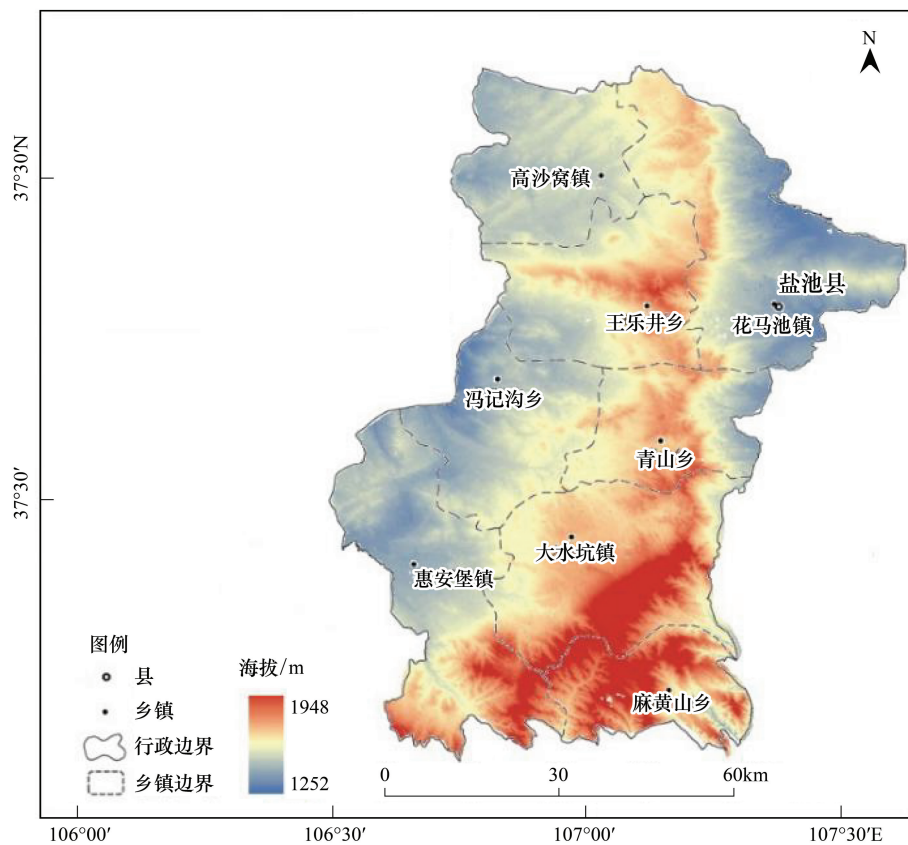 N
37°30′N
高沙窝镇
盐池县
王乐井乡
花马池镇
冯记沟乡
37°30′
青山乡
大水坑镇
惠安堡镇
图例
县
乡镇
行政边界
乡镇边界
海拔/m
1948
1252
麻黄山乡
0 30 60km
106°00′ 106°30′ 107°00′ 107°30′E